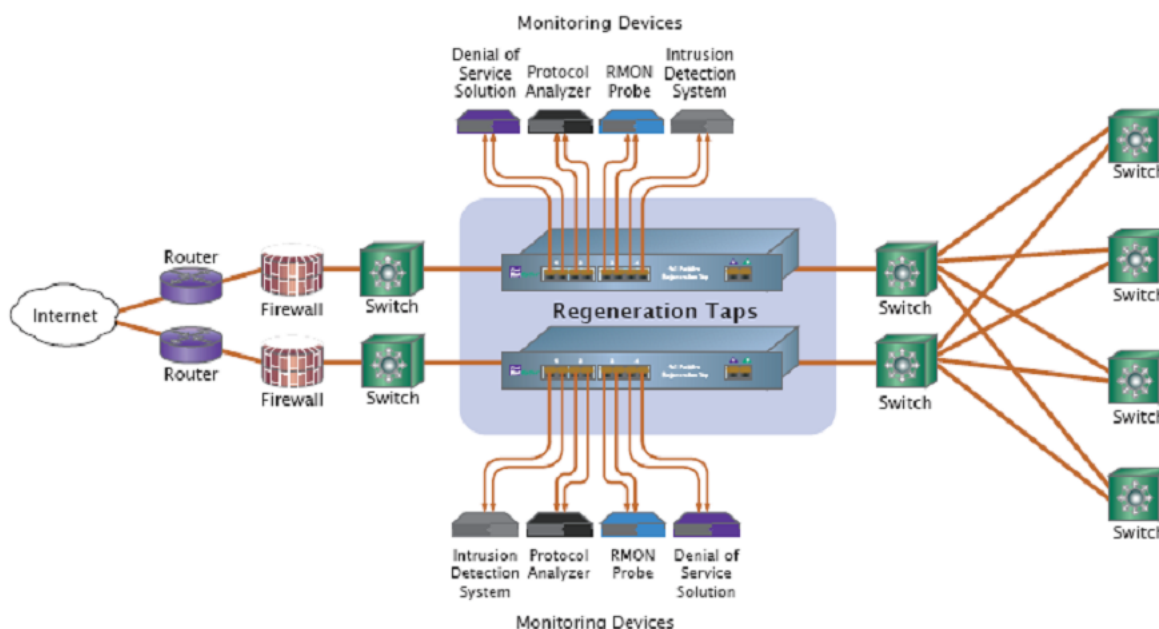 Monitoring Devices
Denial of
Service
Solution
Protocol
Analyzer
RMON
Probe
Intrusion
Detection
System
Switch
Router
Firewall
Switch
Switch
Switch
Internet
Regeneration Taps
Router
Firewall
Switch
Switch
Switch
Switch
Intrusion
Detection
System
Protocol
Analyzer
RMON
Probe
Denial of
Service
Solution
Monitoring Devices